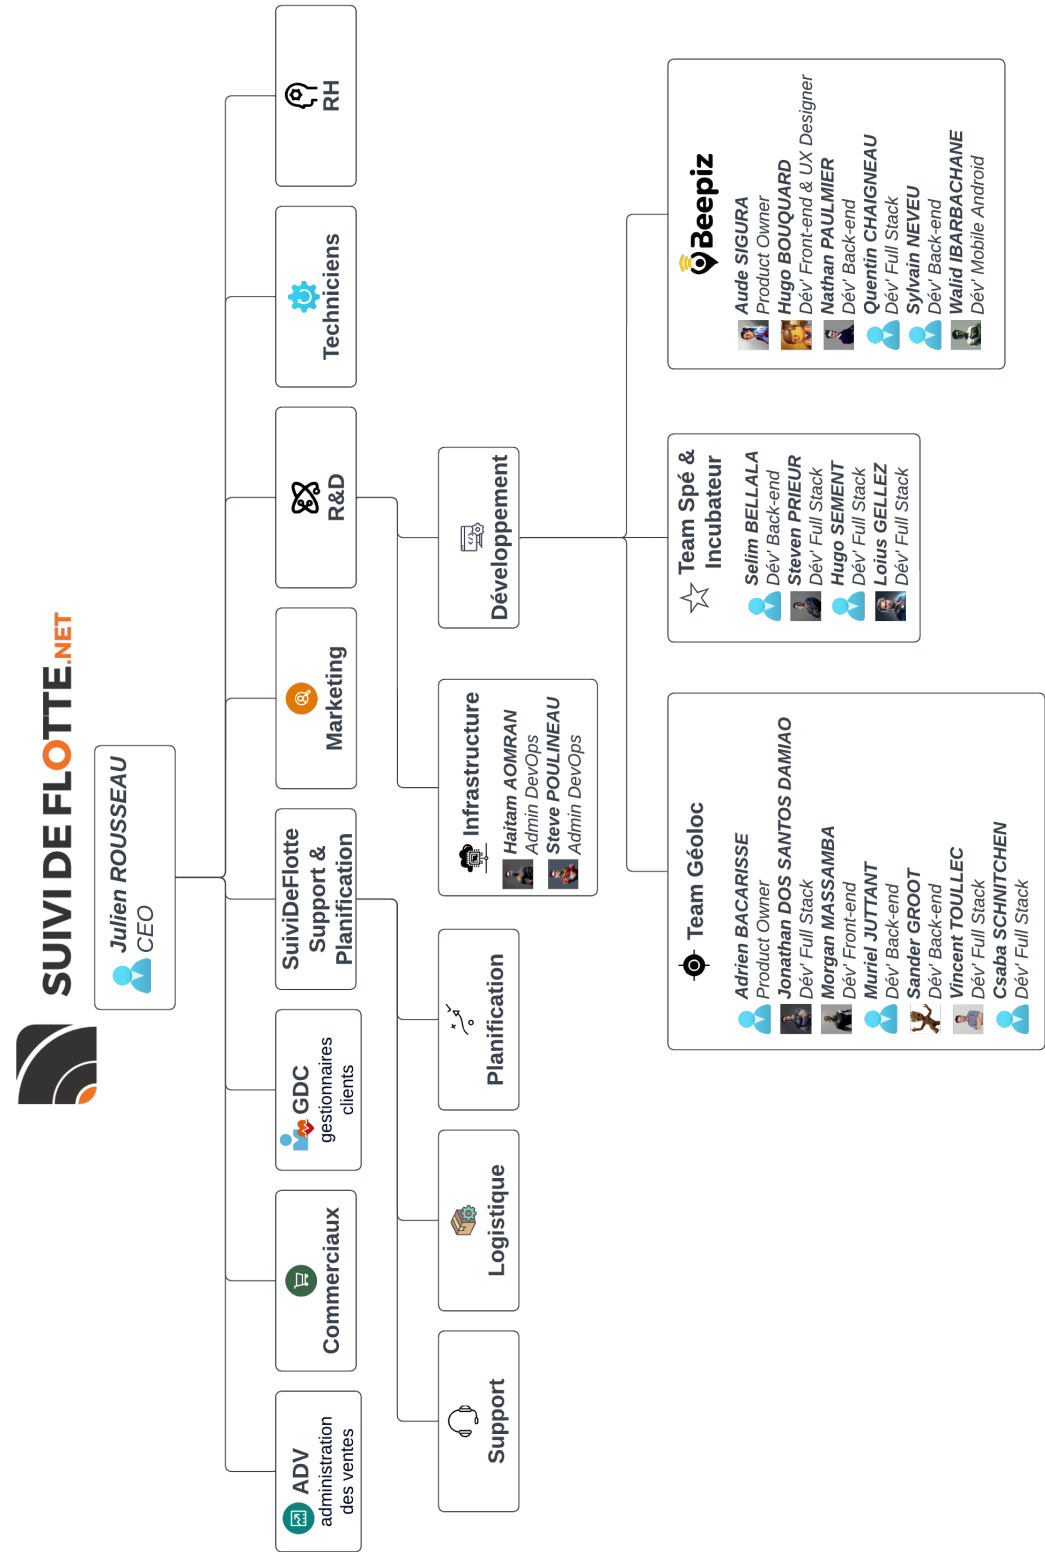 SUIVI DE FLOTTE.NET
Julien ROUSSEAU
CEO
ADV
administration
des ventes
Commerciaux
GDC
gestionnaires
clients
SuiviDeFlotte
Support &
Planification
Marketing
R&D
Techniciens
RH
Support
Logistique
Planification
Infrastructure
Haitam AOMRAN
Admin DevOps
Steve POULINEAU
Admin DevOps
Développement
Team Géoloc
Adrien BACARISSE
Product Owner
Jonathan DOS SANTOS DAMIAO
Dév' Full Stack
Morgan MASSAMBA
Dév' Front-end
Muriel JUTTANT
Dév' Back-end
Sander GROOT
Dév' Back-end
Vincent TOULLEC
Dév' Full Stack
Csaba SCHNITCHEN
Dév' Full Stack
Team Spé &
Incubateur
Selim BELLALA
Dév' Back-end
Steven PRIEUR
Dév' Full Stack
Hugo SEMENT
Dév' Full Stack
Loius GELLEZ
Dév' Full Stack
Beepiz
Aude SIGURA
Product Owner
Hugo BOUQUARD
Dév' Front-end & UX Designer
Nathan PAULMIER
Dév' Back-end
Quentin CHAIGNEAU
Dév' Full Stack
Sylvain NEVEU
Dév' Back-end
Walid IBARBACHANE
Dév' Mobile Android